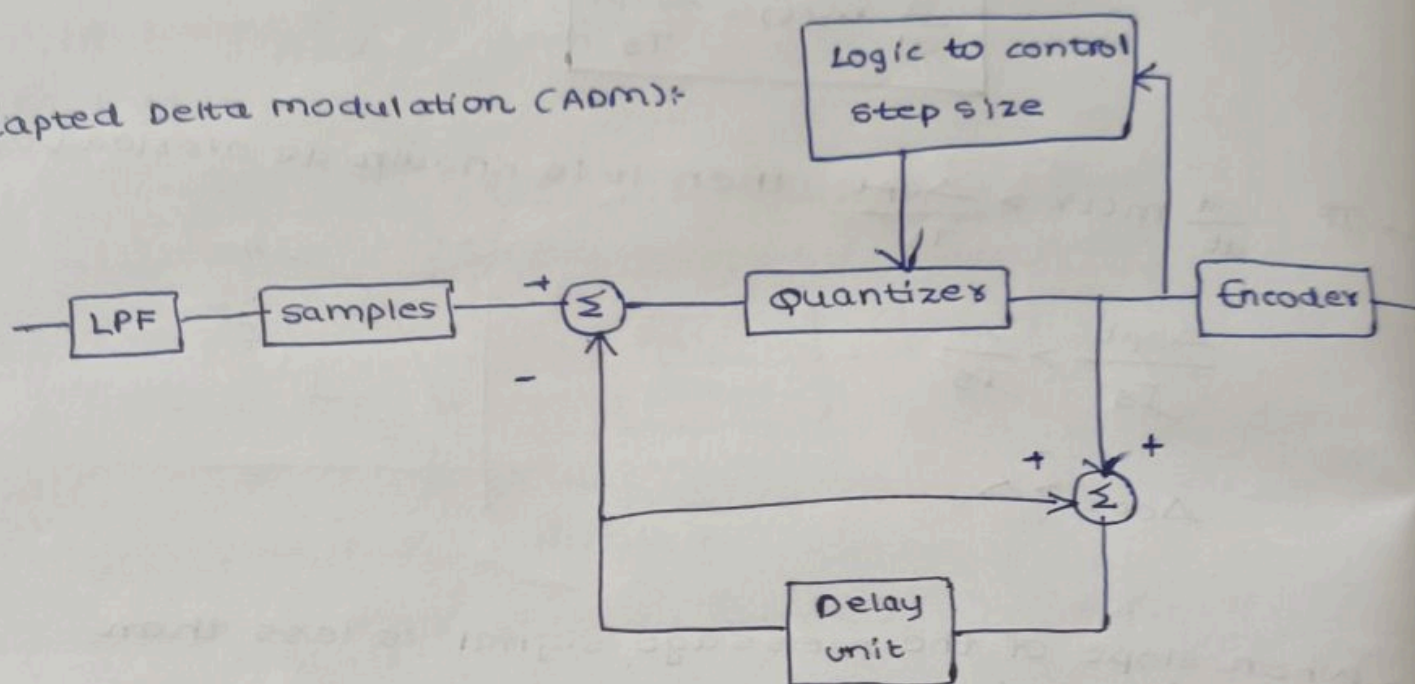 Logic to control
step size
apted Delta modulation (ADM):-
LPF
samples
+
Σ
Quantizer
Encoder
-
+
+
Σ
Delay
unit